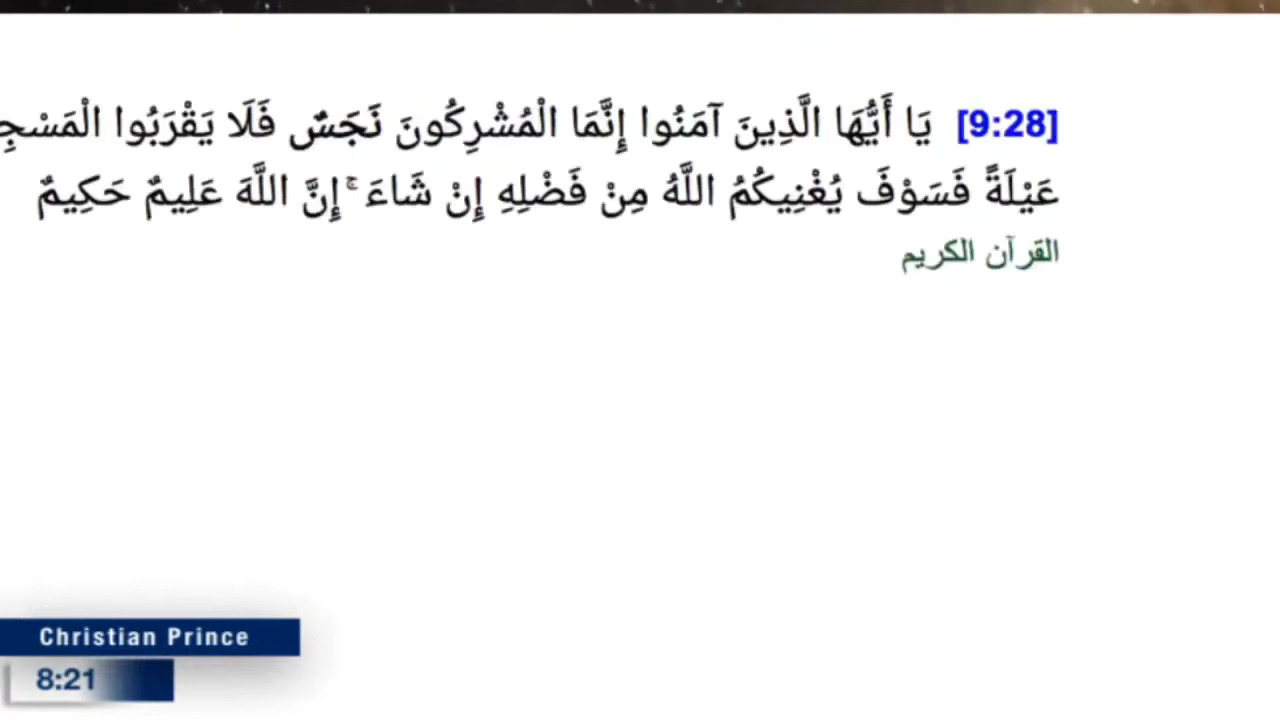 [9:28] يَا أَيُّهَا الَّذِينَ آمَنُوا إِنَّمَا الْمُشْرِكُونَ نَجَسٌ فَلَا يَقْرَبُوا
عَيْلَةً فَسَوْفَ يُغْنِيكُمُ اللَّهُ مِنْ فَضْلِهِ إِنْ شَاءَ ۚ إِنَّ اللَّهَ عَلِيمٌ حَكِيمٌ
القرآن الكريم
Christian Prince
8:21